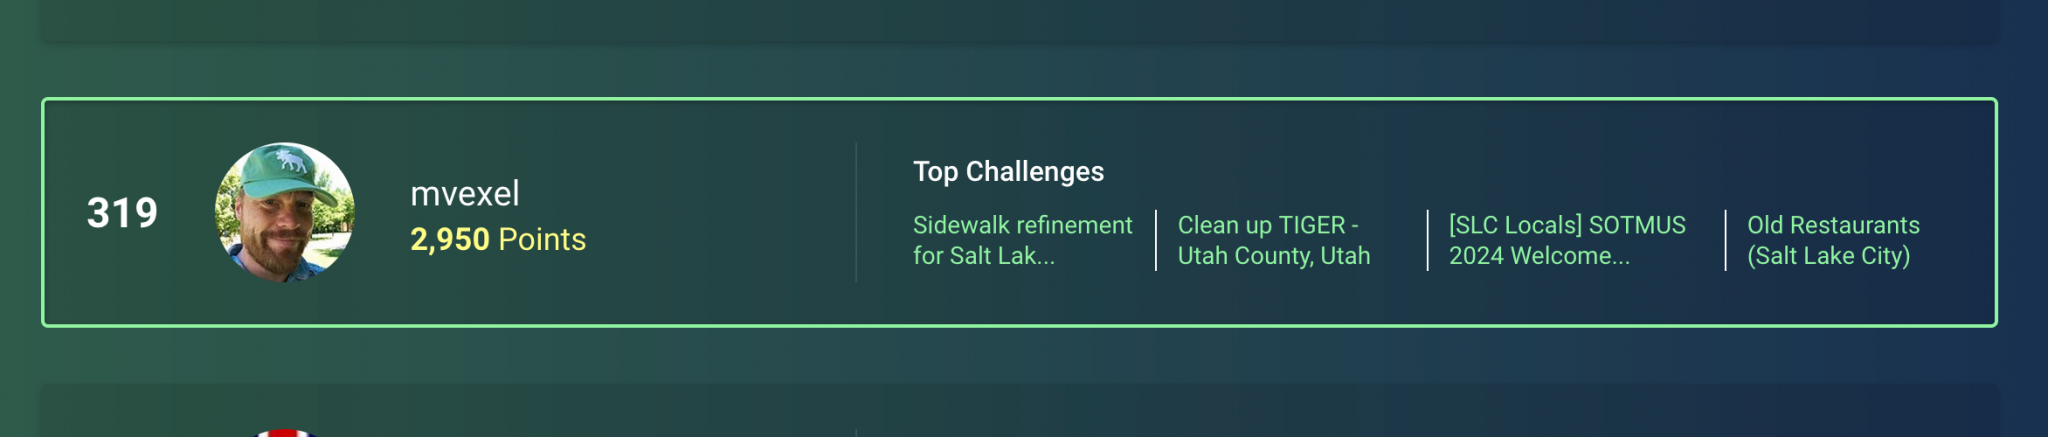 319
mvexel
2,950 Points
Top Challenges
Sidewalk refinement
for Salt Lak...
Clean up TIGER -
Utah County, Utah
[SLC Locals] SOTMUS
2024 Welcome...
Old Restaurants
(Salt Lake City)